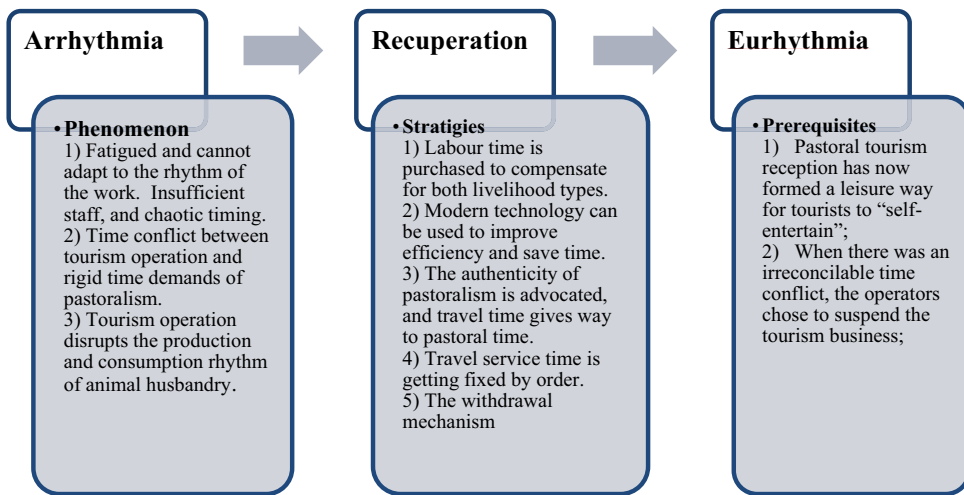 Arrhythmia
•Phenomenon
1) Fatigued and cannot
adapt to the rhythm of
the work.  Insufficient
staff, and chaotic timing.
2) Time conflict between
tourism operation and
rigid time demands of
pastoralism.
3) Tourism operation
disrupts the production
and consumption rhythm
of animal husbandry.
Recuperation
•Stratigies
1) Labour time is
purchased to compensate
for both livelihood types.
2) Modern technology can
be used to improve
efficiency and save time.
3) The authenticity of
pastoralism is advocated,
and travel time gives way
to pastoral time.
4) Travel service time is
getting fixed by order.
5) The withdrawal
mechanism
Eurhythmia
•Prerequisites
1)   Pastoral tourism
reception has now
formed a leisure way
for tourists to “self-
entertain”;
2)   When there was an
irreconcilable time
conflict, the operators
chose to suspend the
tourism business;